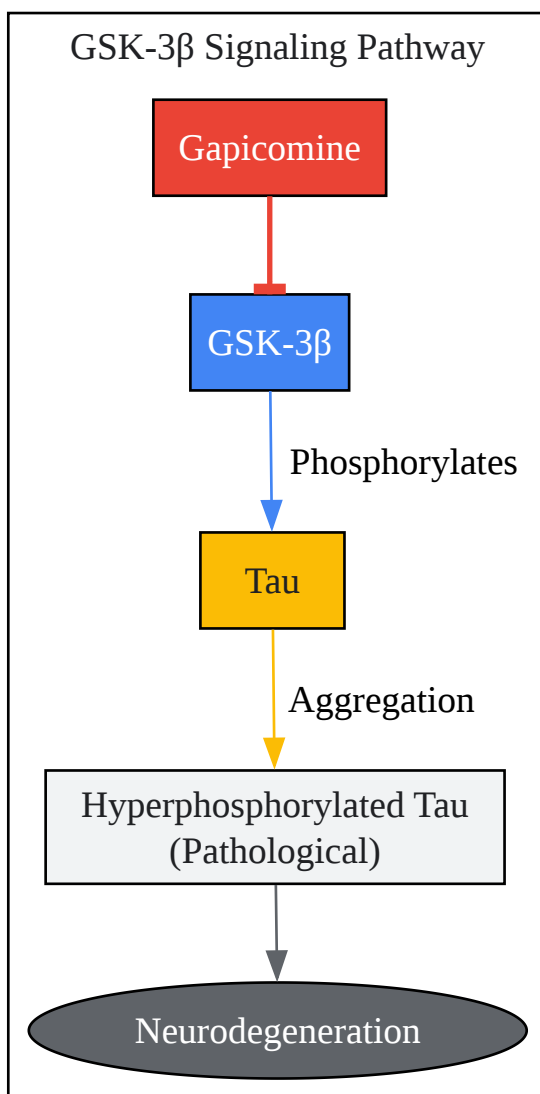 GSK-3β Signaling Pathway
Gapicomine
GSK-3β
Phosphorylates
Tau
Aggregation
Hyperphosphorylated Tau
(Pathological)
Neurodegeneration